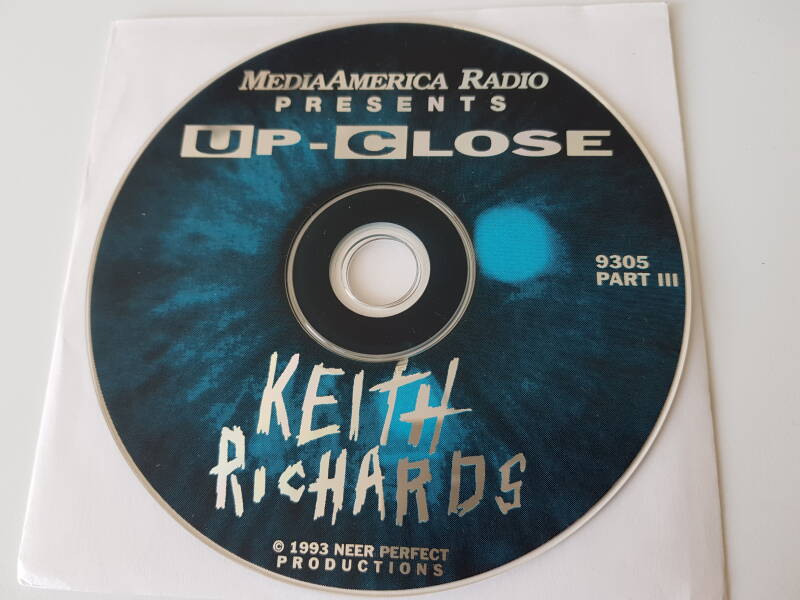 MEDIAAMERICA RADIO
PRESENTS
UP-CLOSE
9305
PART III
KEITH
RICHARDS
© 1993 NEER PERFECT
PRODUCTIONS